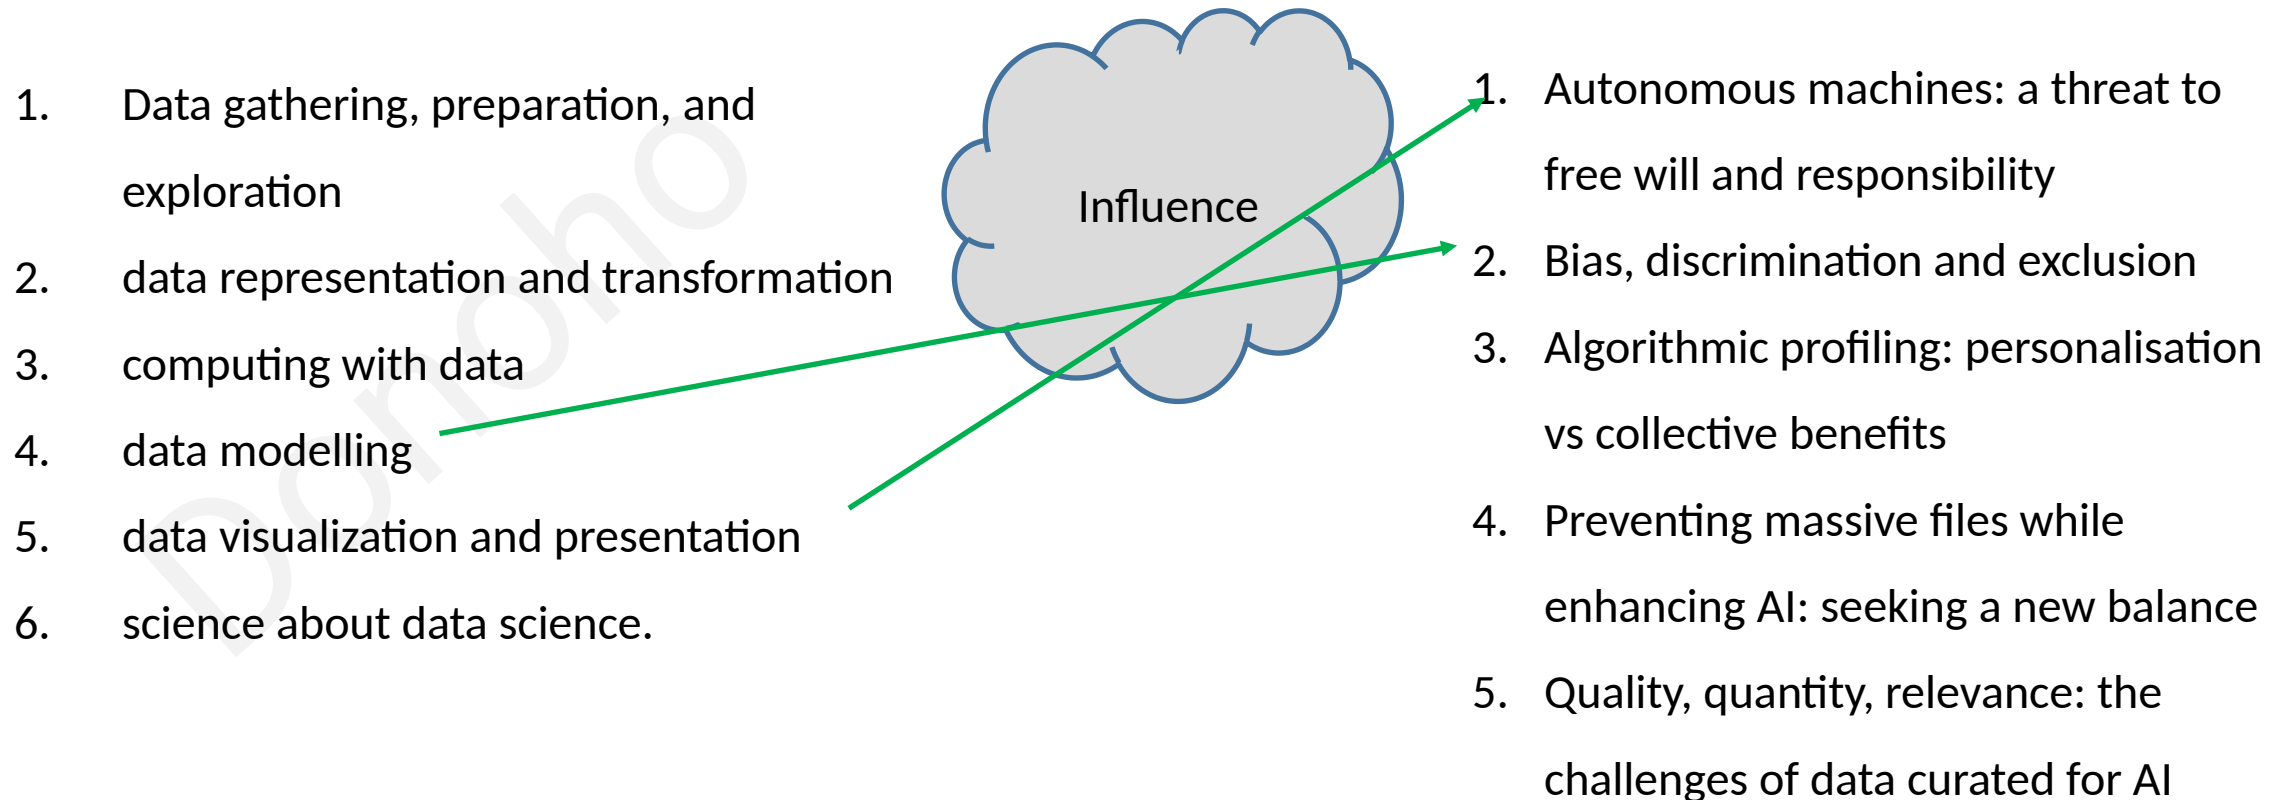 1. Data gathering, preparation, and
exploration
2. data representation and transformation
3. computing with data
4. data modelling
5. data visualization and presentation
6. science about data science.
Donoho
Influence
1. Autonomous machines: a threat to
free will and responsibility
2. Bias, discrimination and exclusion
3. Algorithmic profiling: personalisation
vs collective benefits
4. Preventing massive files while
enhancing AI: seeking a new balance
5. Quality, quantity, relevance: the
challenges of data curated for AI